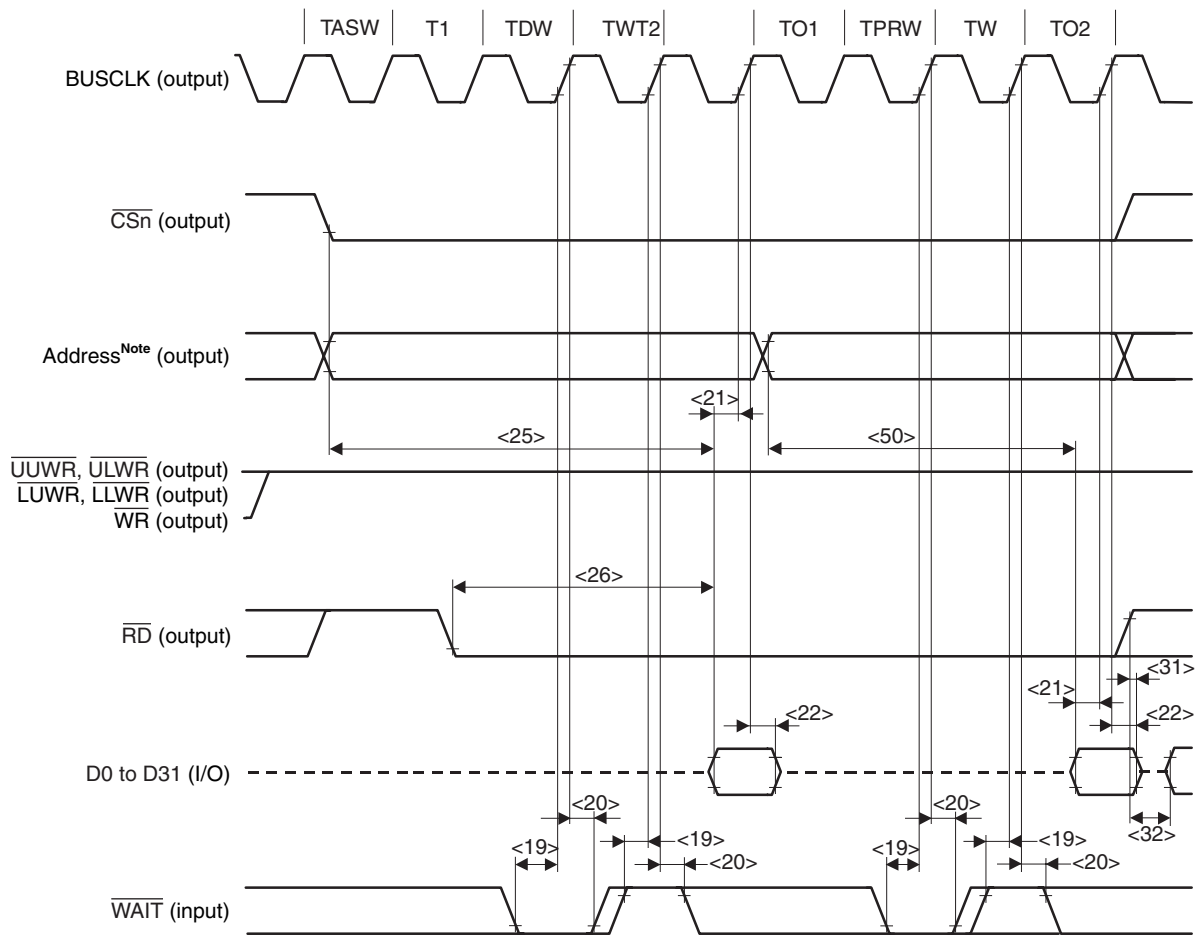 TASW T1 TDW TWT2 TO1 TPRW TW TO2
BUSCLK (output)
CSn (output)
Address Note (output)
<21>
<25> <50>
UUWR, ULWR (output)
LUWR, LLWR (output)
WR (output)
<26>
RD (output)
<31>
<21>
<22> <22>
D0 to D31 (I/O)
<20> <20>
<32>
<19> <19> <19> <19>
<20> <20>
WAIT (input)